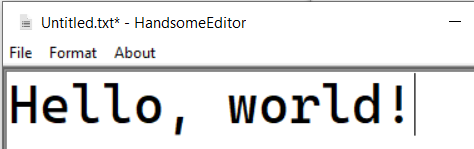 Untitled.txt* - HandsomeEditor
File Format About
Hello, world!